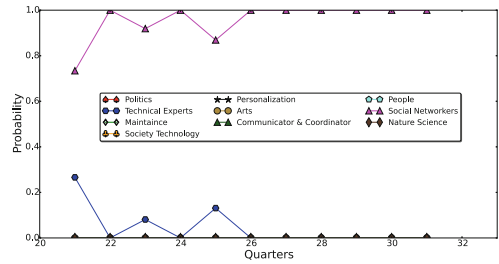 1.0
0.8
0.6
0.4
0.2
0.0
Probability
Politics Personalization People
Technical Experts Arts Social Networkers
Maintaince Communicator & Coordinator Nature Science
Society Technology
20 22 24 26 28 30 32
Quarters